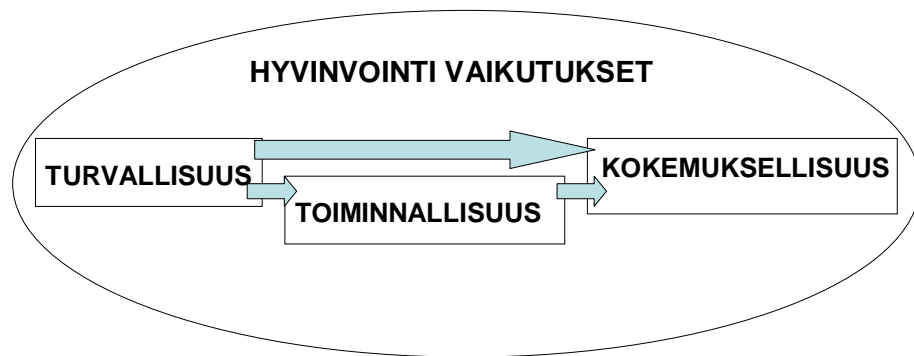 HYVINVOINTI VAIKUTUKSET
TURVALLISUUS
TOIMINNALLISUUS
KOKEMUKSELLISUUS